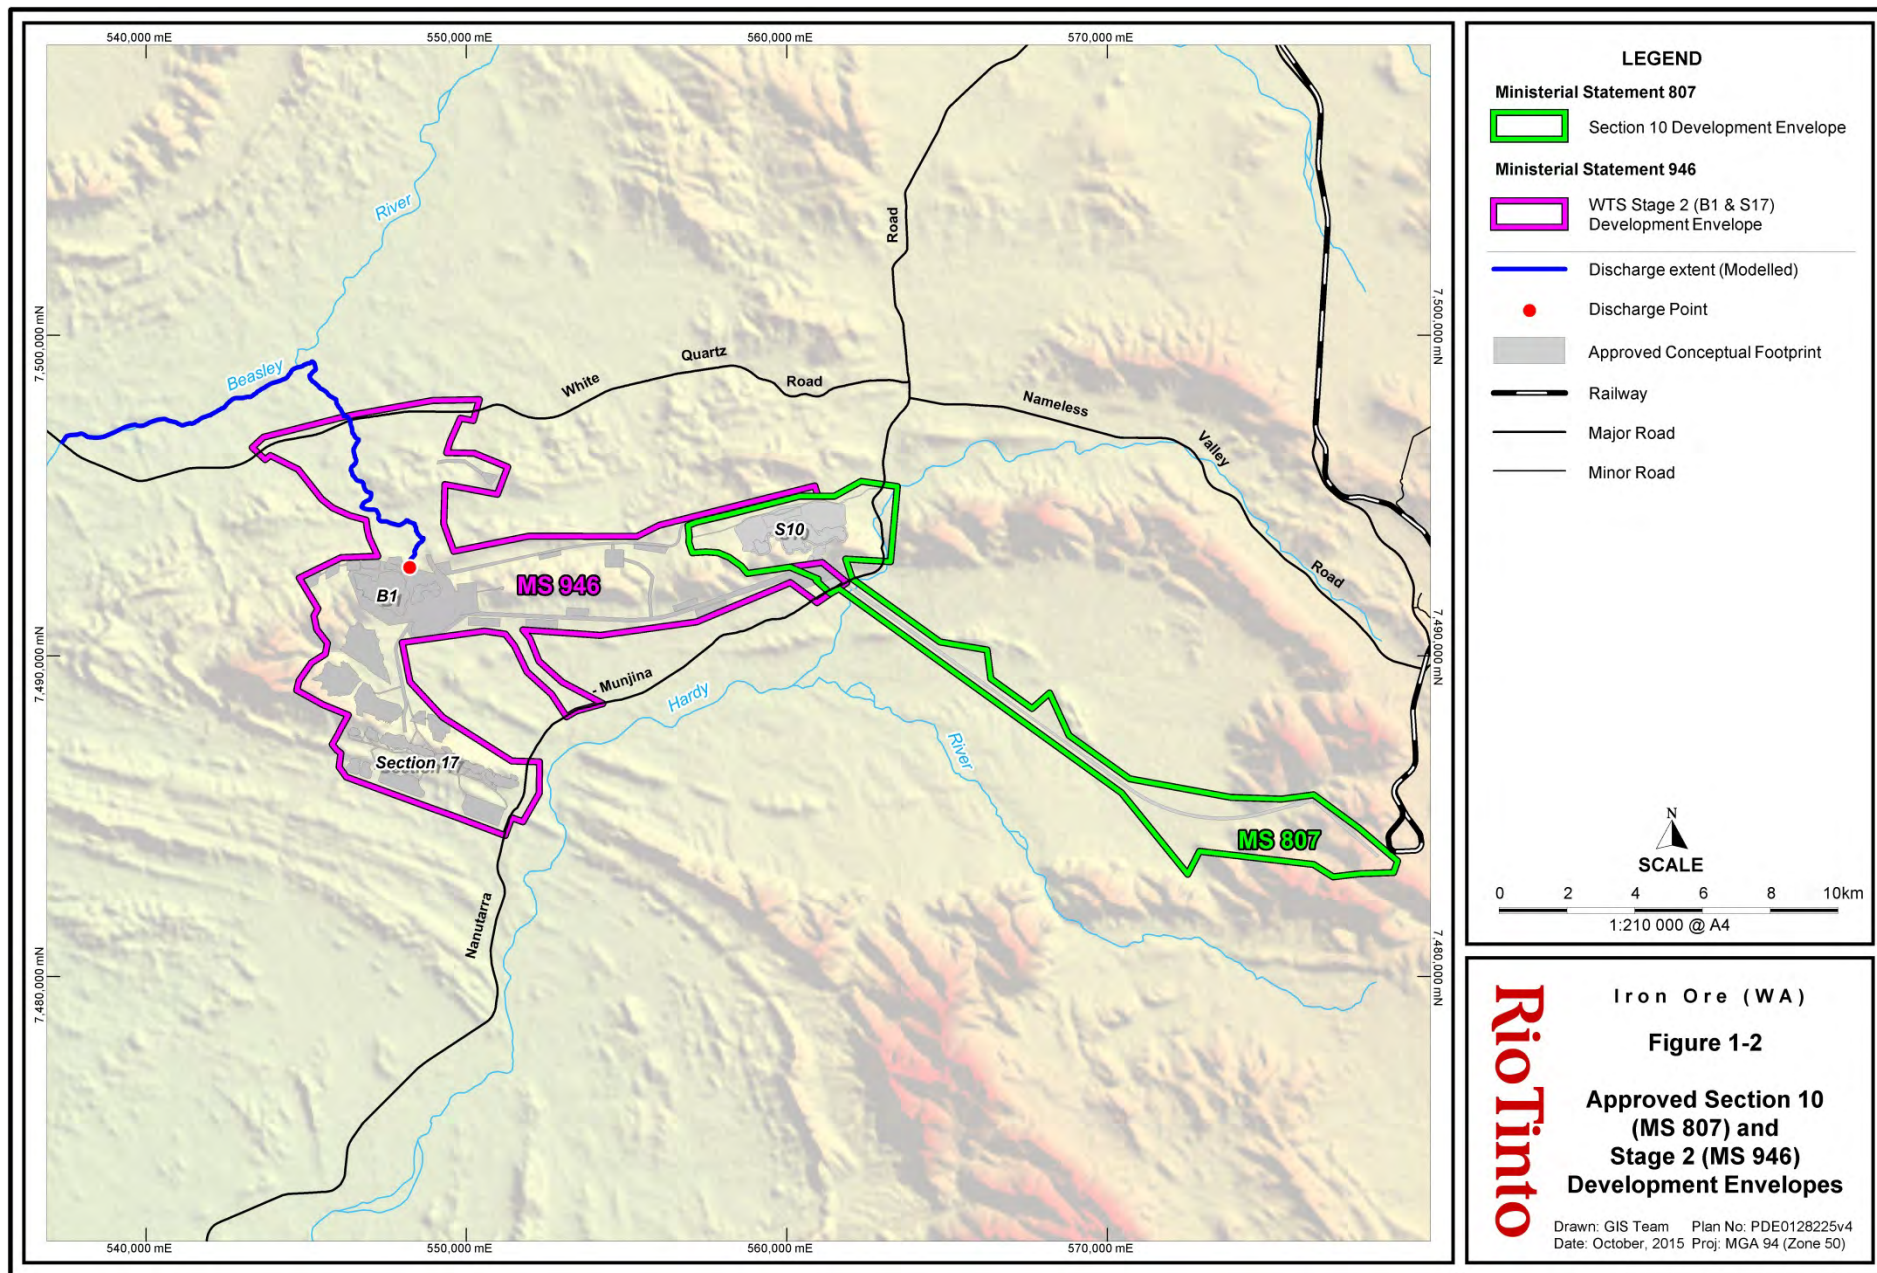 540,000 mE
550,000 mE
560,000 mE
570,000 mE
7,500,000 mN
7,490,000 mN
7,480,000 mN
7,500,000 mN
7,490,000 mN
7,480,000 mN
River
Beasley
Road
White
Quartz
Road
Nameless
Valley
Road
S10
MS 946
B1
- Munjina
Hardy
River
Section 17
MS 807
Nanutarra
540,000 mE
550,000 mE
560,000 mE
570,000 mE
LEGEND
Ministerial Statement 807
Section 10 Development Envelope
Ministerial Statement 946
WTS Stage 2 (B1 & S17)
Development Envelope
Discharge extent (Modelled)
Discharge Point
Approved Conceptual Footprint
Railway
Major Road
Minor Road
N
SCALE
0 2 4 6 8 10km
1:210 000 @ A4
RioTinto
Iron Ore (WA)
Figure 1-2
Approved Section 10
(MS 807) and
Stage 2 (MS 946)
Development Envelopes
Drawn: GIS Team Plan No: PDE0128225v4
Date: October, 2015 Proj: MGA 94 (Zone 50)